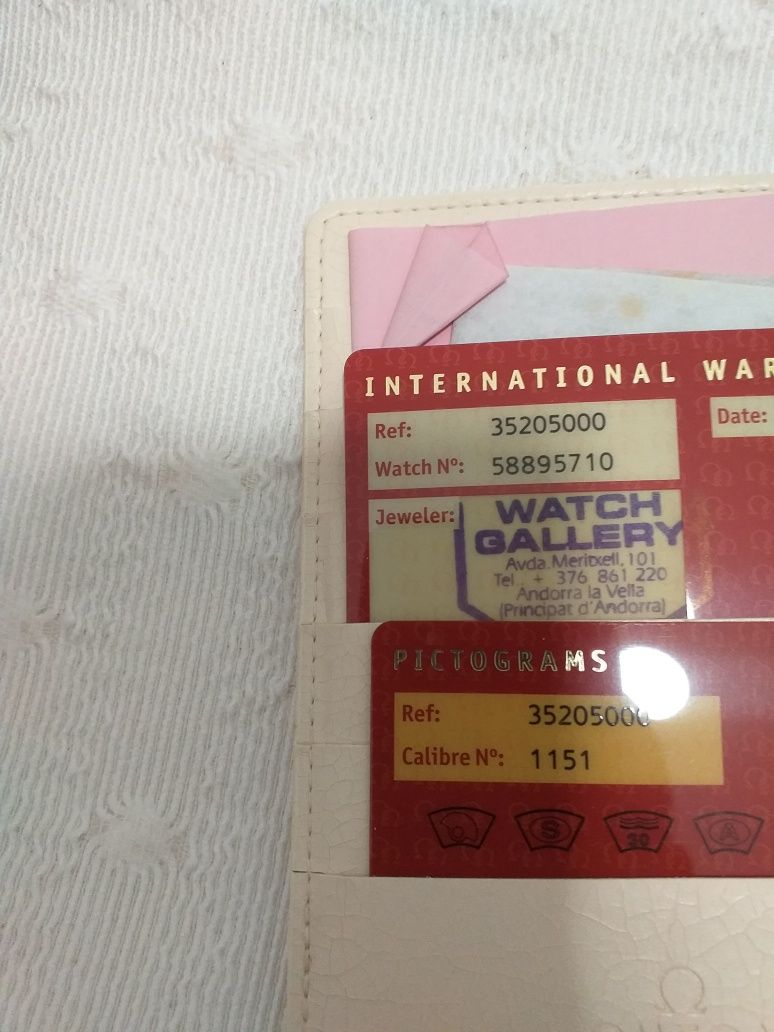 INTERNATIONAL WAR
Ref: 35205000
Date:
Watch Nº: 58895710
Jeweler:
WATCH
GALLERY
Avda. Meritxell, 101
Tel. + 376 861 220
Andorra la Vella
(Principat d'Andorra)
PICTOGRAMS
Ref: 35205000
Calibre Nº: 1151
S
30
A